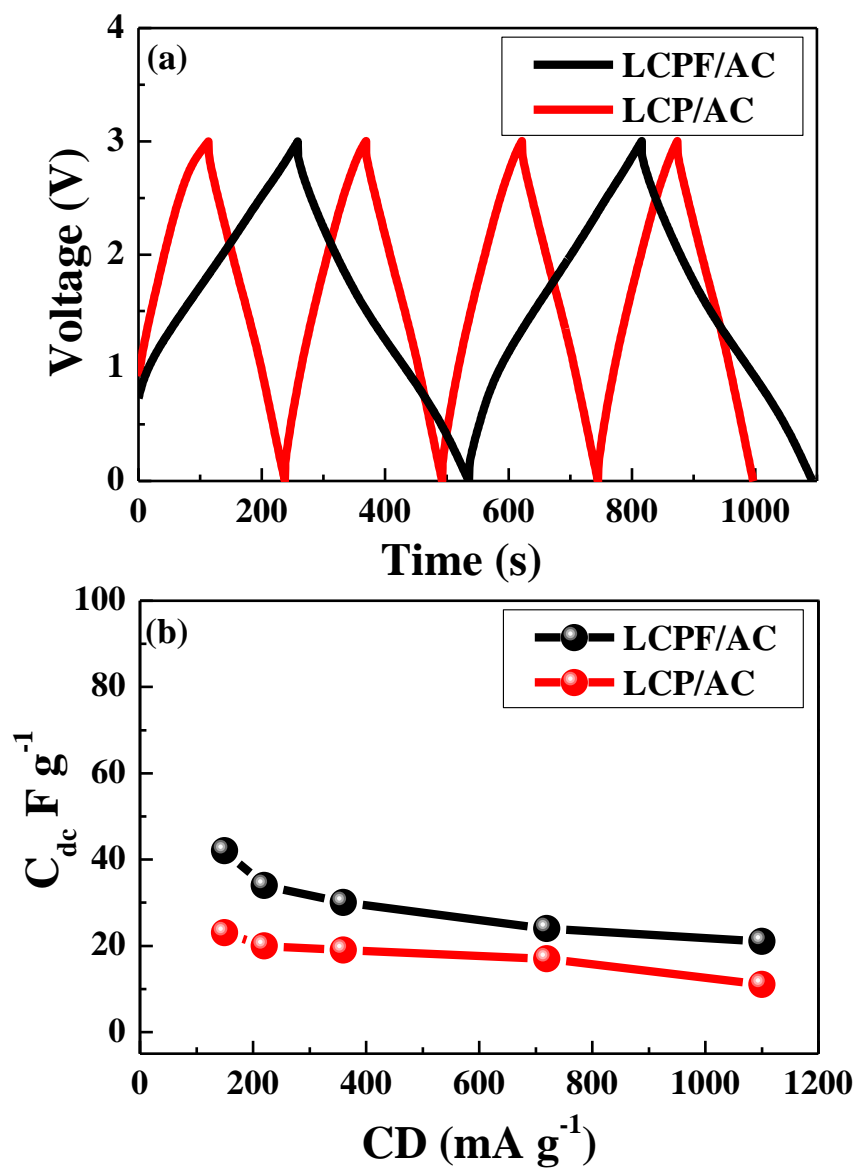 (a)
LCPF/AC
LCP/AC
Voltage (V)
4
3
2
1
0
0 200 400 600 800 1000
Time (s)
(b)
LCPF/AC
LCP/AC
C_dc F g^-1
100
80
60
40
20
0
200 400 600 800 1000 1200
CD (mA g^-1)